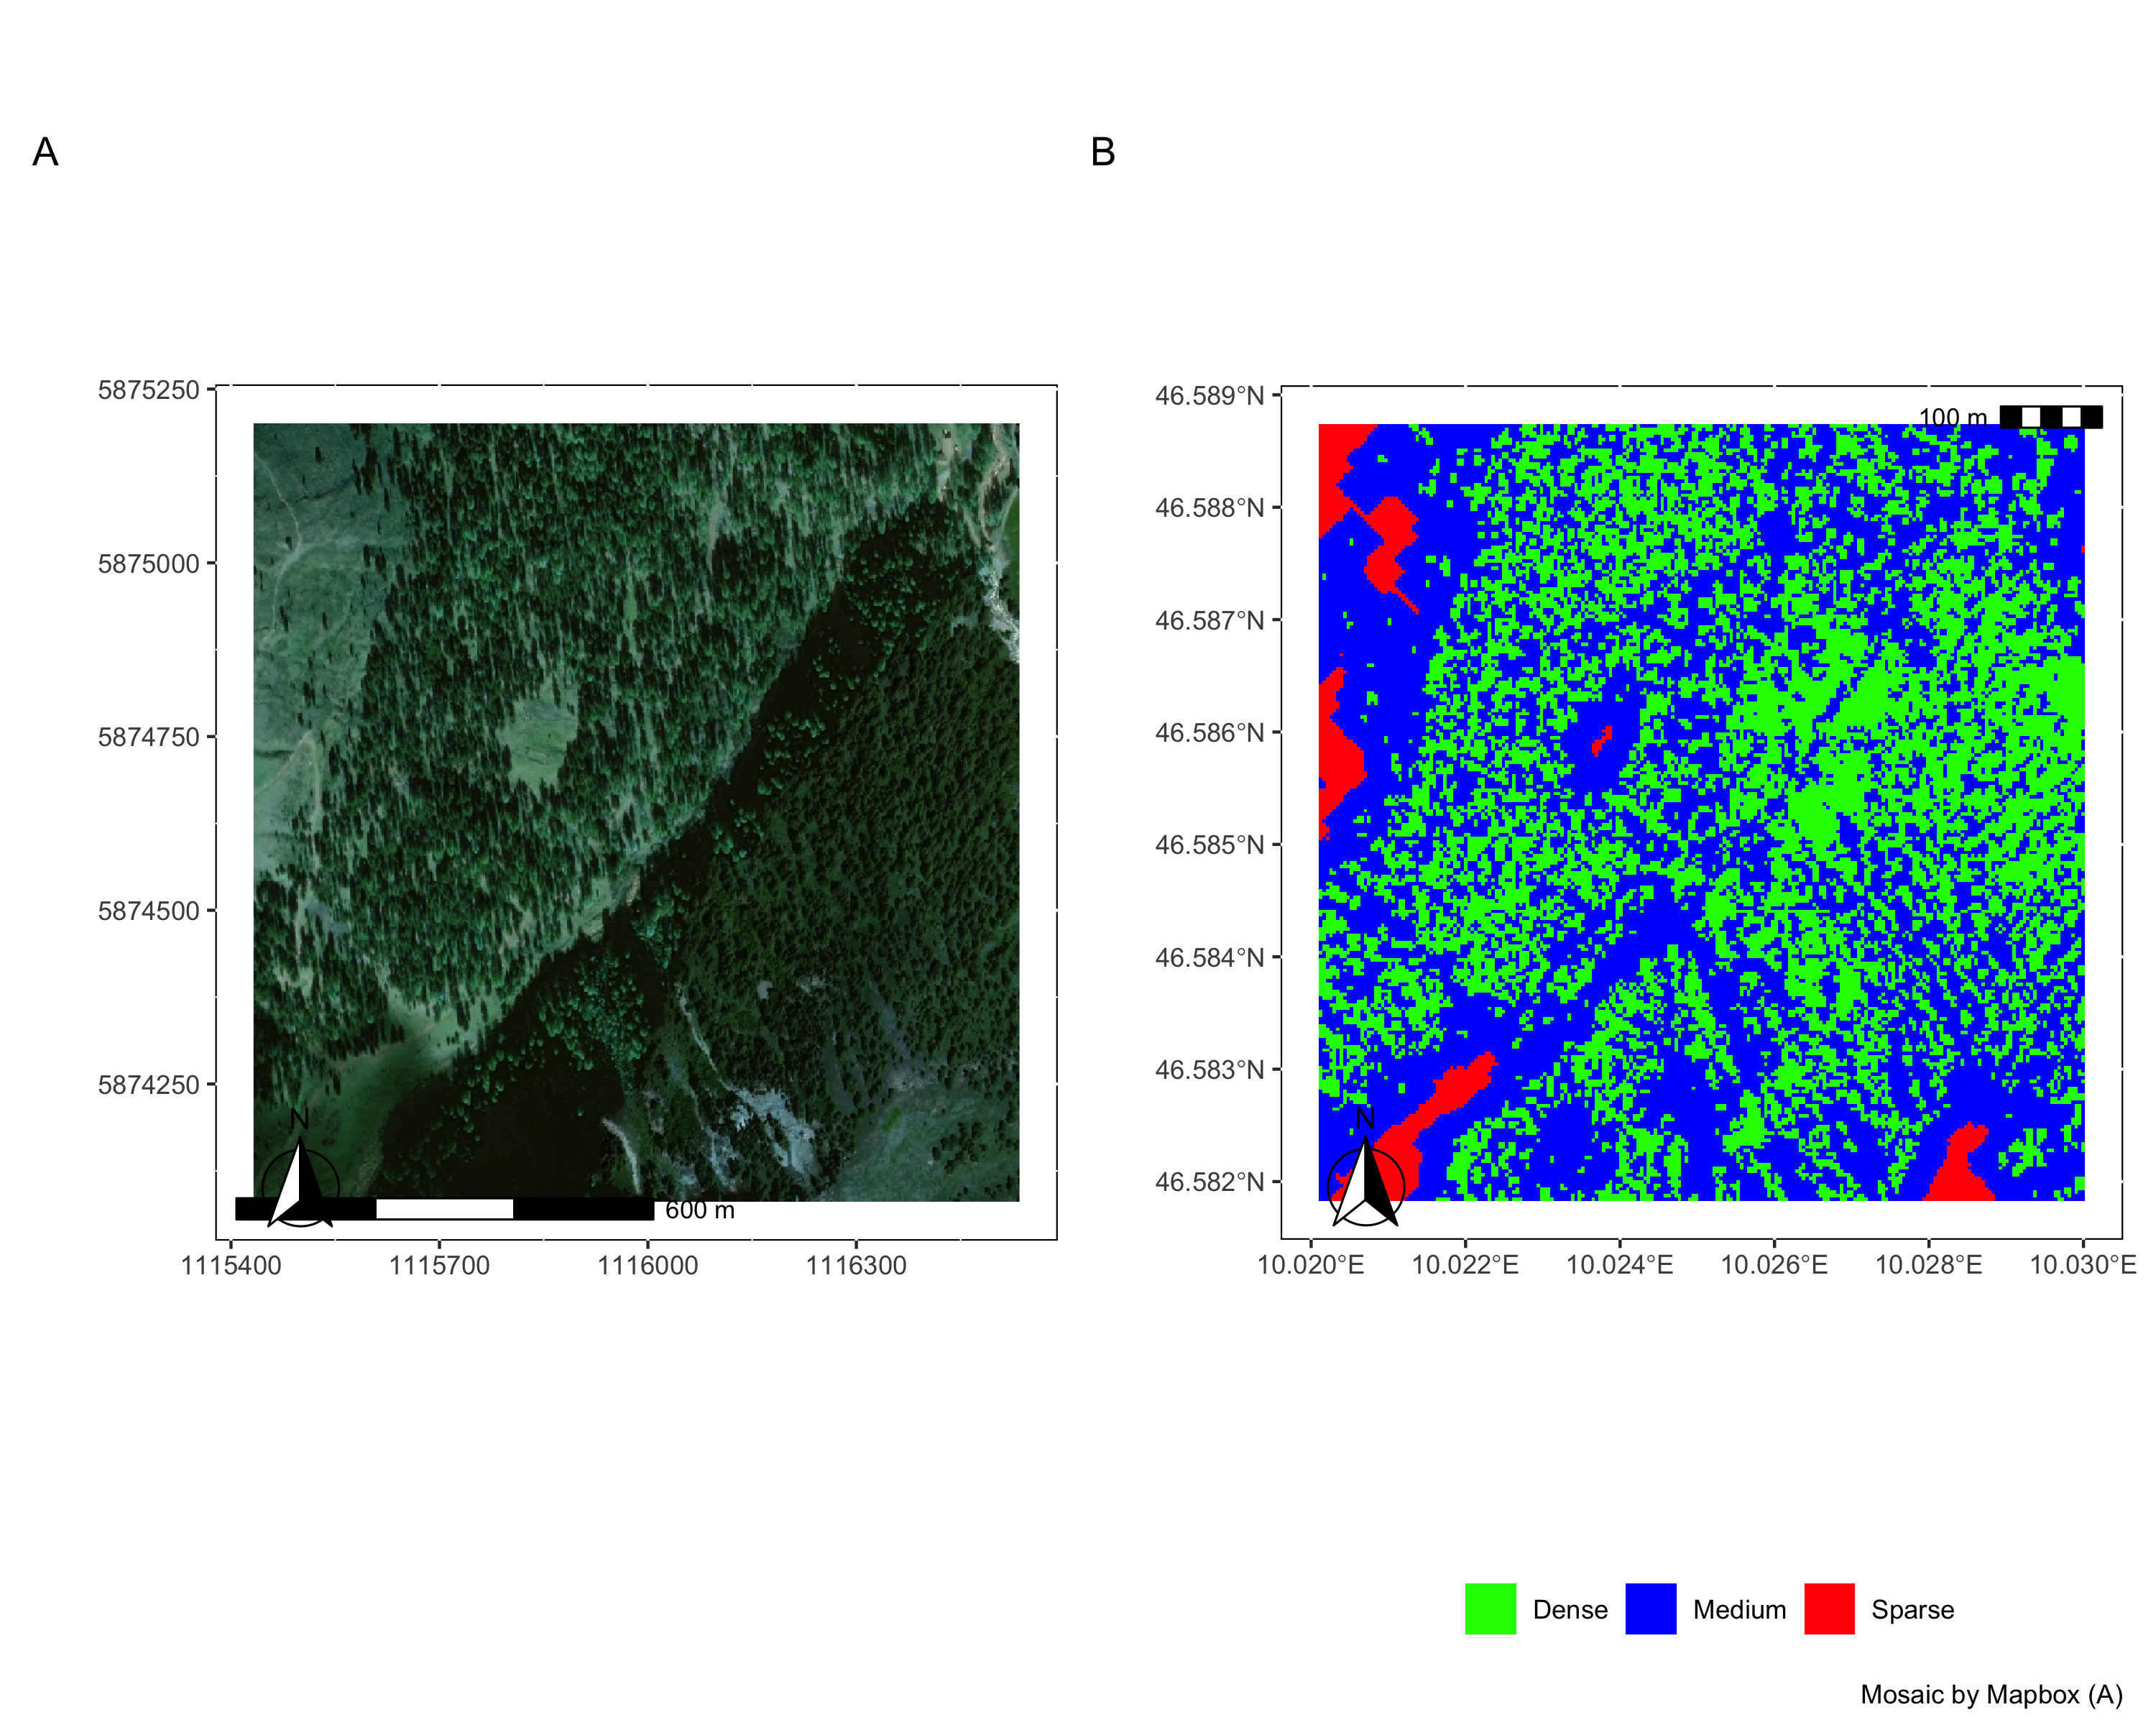 A
B
5875250
5875000
5874750
5874500
5874250
N
600 m
1115400 1115700 1116000 1116300
100 m
46.589°N
46.588°N
46.587°N
46.586°N
46.585°N
46.584°N
46.583°N
46.582°N
N
10.020°E 10.022°E 10.024°E 10.026°E 10.028°E 10.030°E
Dense Medium Sparse
Mosaic by Mapbox (A)